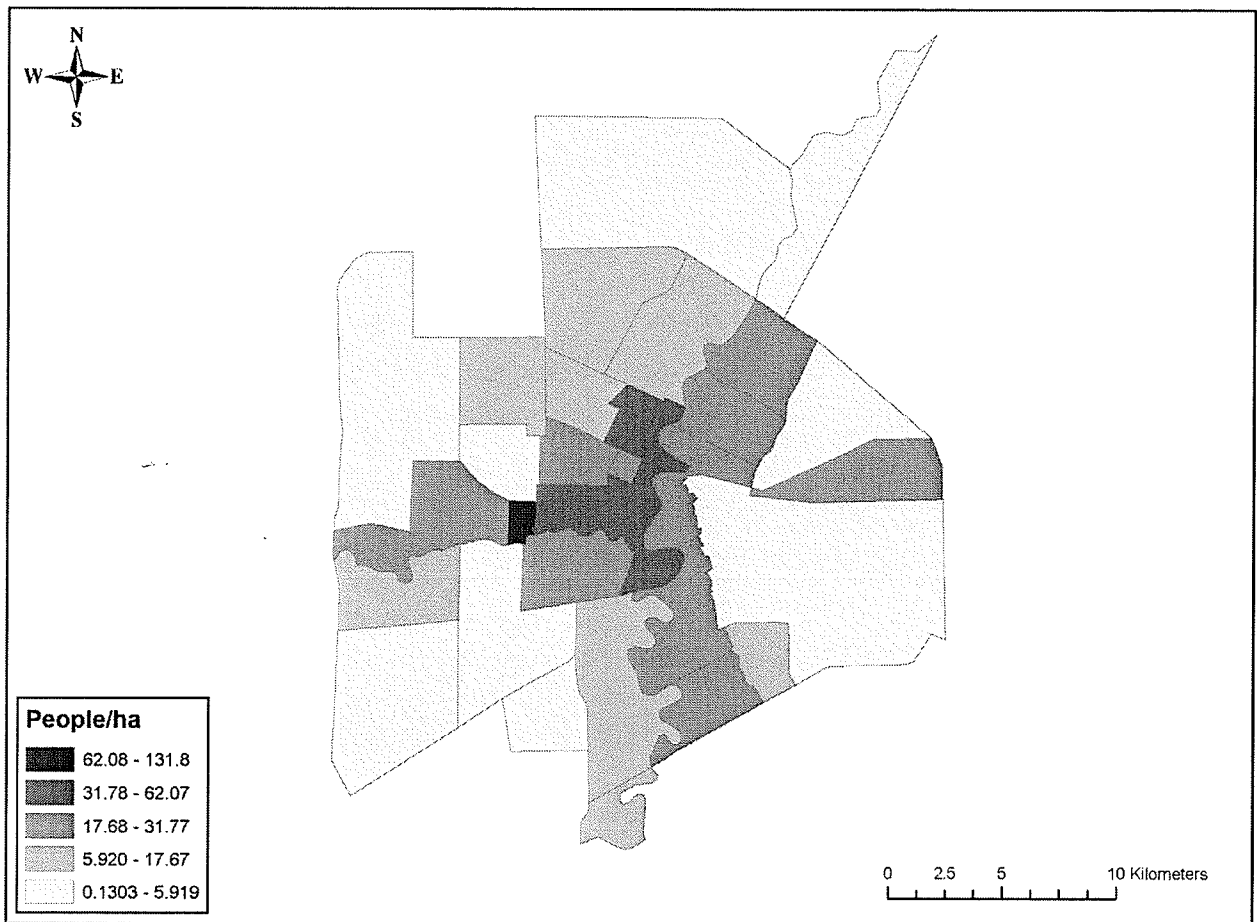 N
W E
S
People/ha
62.08 - 131.8
31.78 - 62.07
17.68 - 31.77
5.920 - 17.67
0.1303 - 5.919
0 2.5 5 10 Kilometers